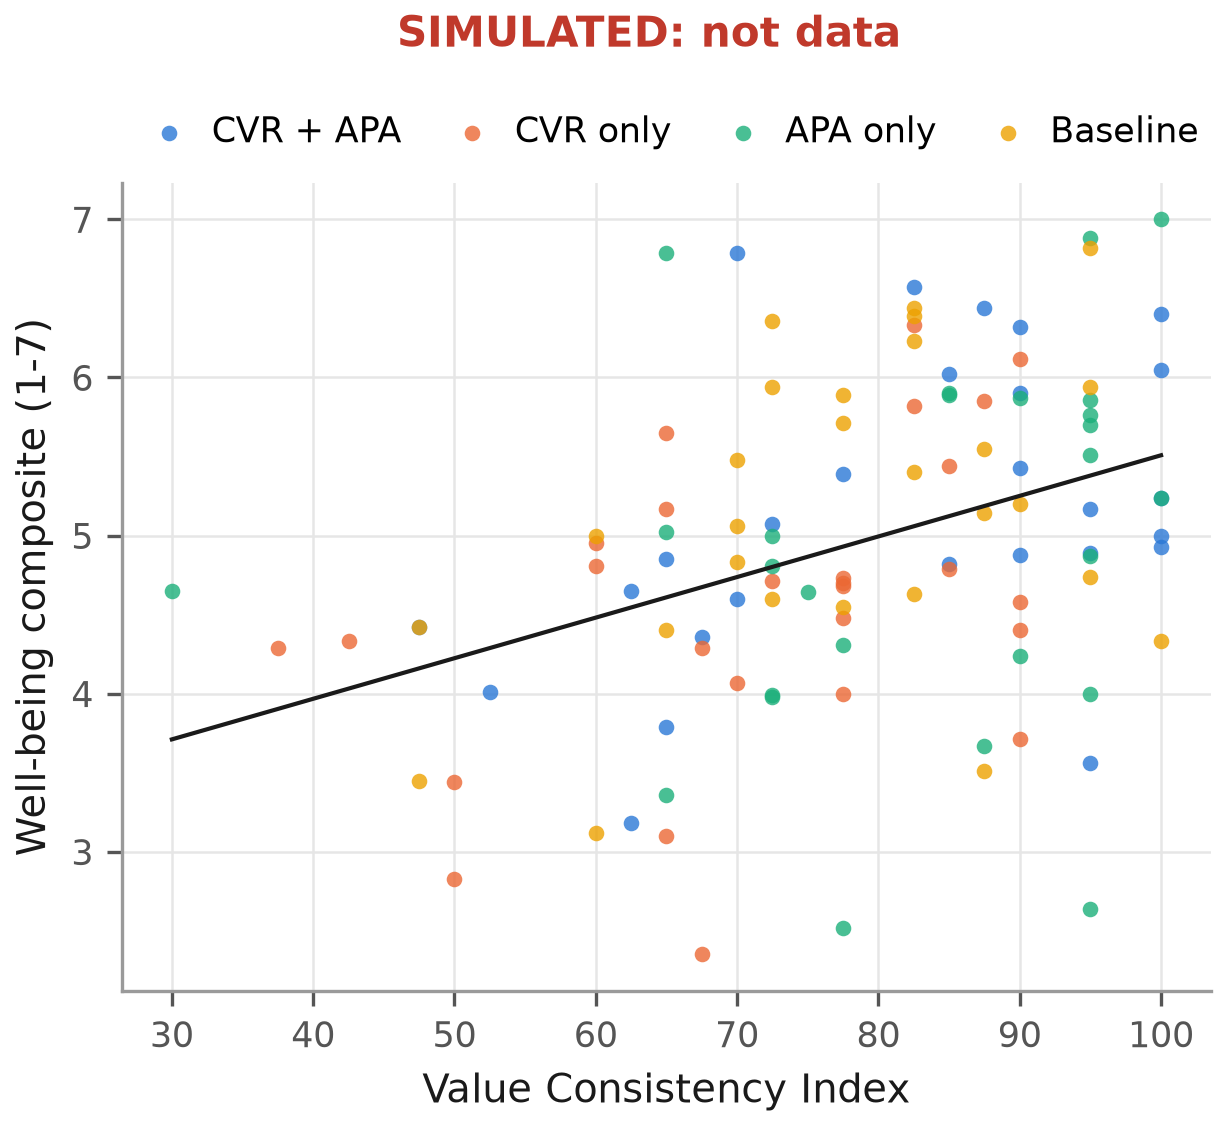 SIMULATED: not data
CVR + APA CVR only APA only Baseline
7
6
5
4
3
Well-being composite (1-7)
30 40 50 60 70 80 90 100
Value Consistency Index